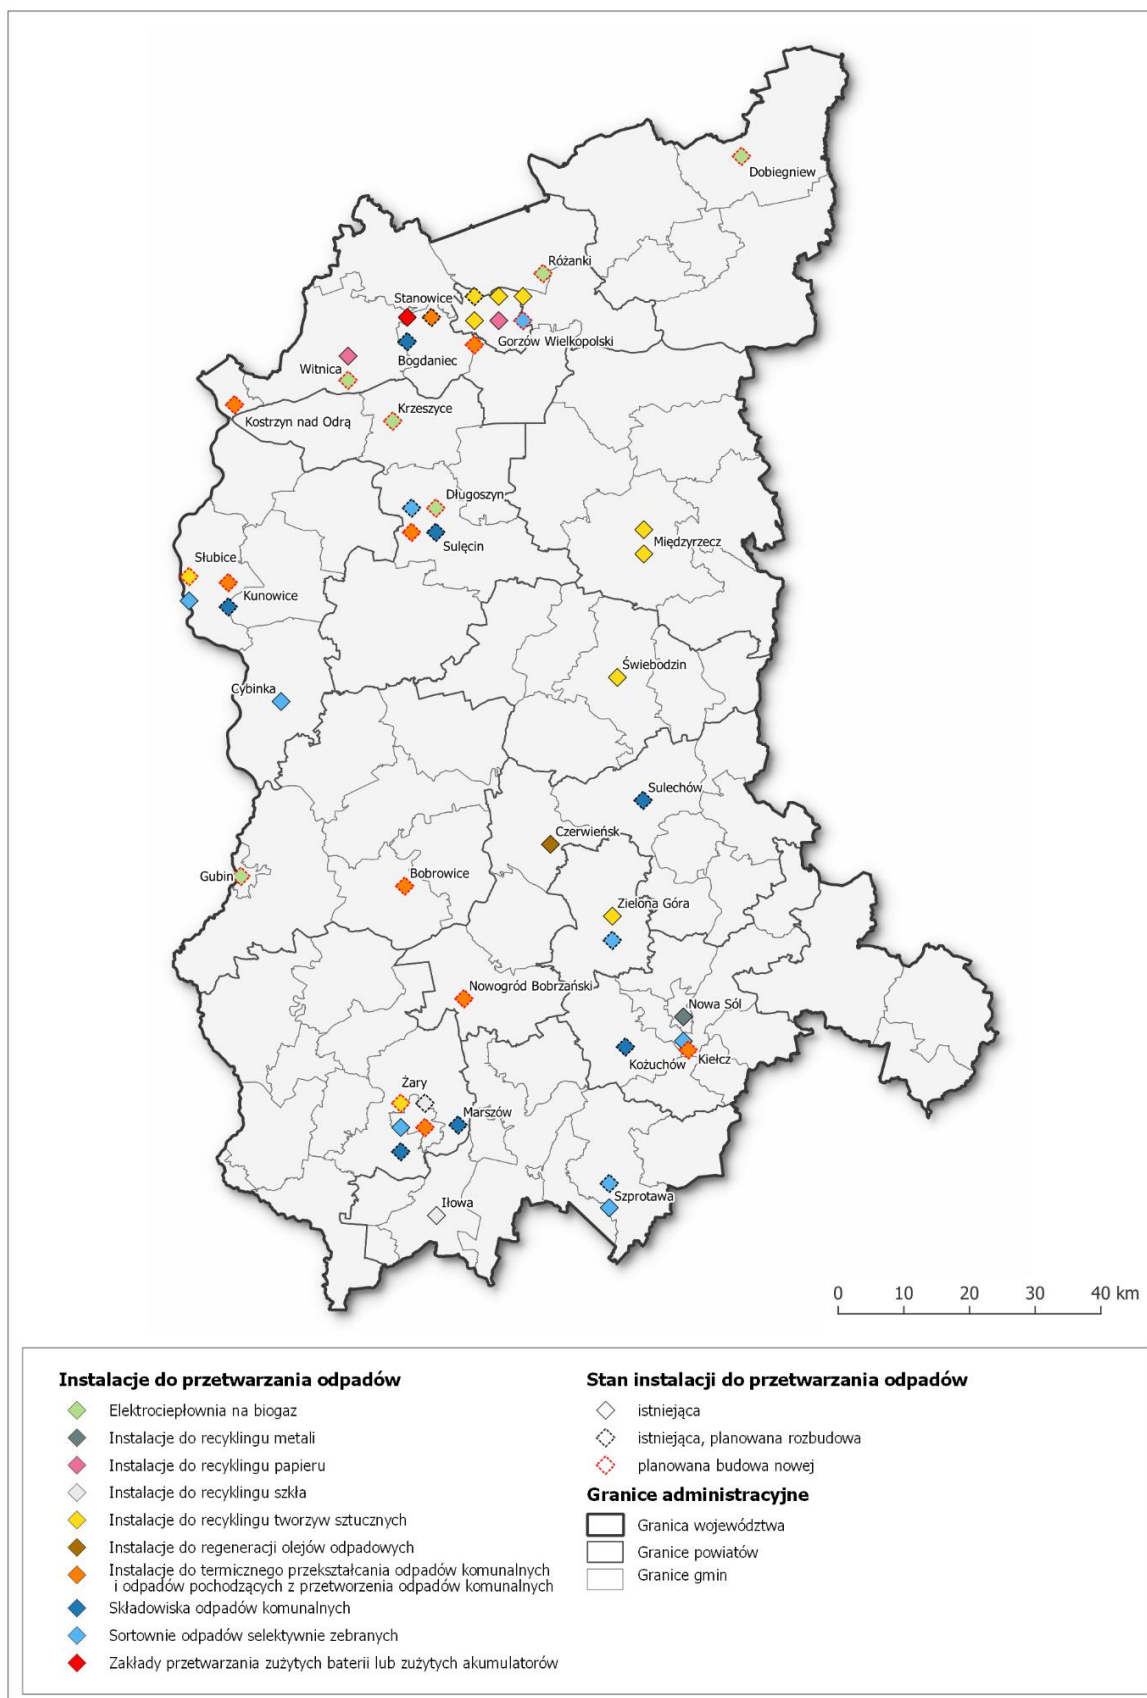 Dobiegniew
Różanki
Stanowice
Gorzów Wielkopolski
Bogdaniec
Witnica
Kostrzyn nad Odrą
Krzeszyce
Długoszyn
Sulęcin
Międzyrzecz
Słubice
Kunowice
Świebodzin
Cybinka
Sulechów
Czerwieńsk
Gubin
Bobrowice
Zielona Góra
Nowogród Bobrzański
Nowa Sól
Kożuchów
Kiełcz
Żary
Marszów
Szprotawa
Iłowa
0 10 20 30 40 km
Instalacje do przetwarzania odpadów
Elektrociepłownia na biogaz
Instalacje do recyklingu metali
Instalacje do recyklingu papieru
Instalacje do recyklingu szkła
Instalacje do recyklingu tworzyw sztucznych
Instalacje do regeneracji olejów odpadowych
Instalacje do termicznego przekształcania odpadów komunalnych
i odpadów pochodzących z przetworzenia odpadów komunalnych
Składowiska odpadów komunalnych
Sortownie odpadów selektywnie zebranych
Zakłady przetwarzania zużytych baterii lub zużytych akumulatorów
Stan instalacji do przetwarzania odpadów
istniejąca
istniejąca, planowana rozbudowa
planowana budowa nowej
Granice administracyjne
Granica województwa
Granice powiatów
Granice gmin